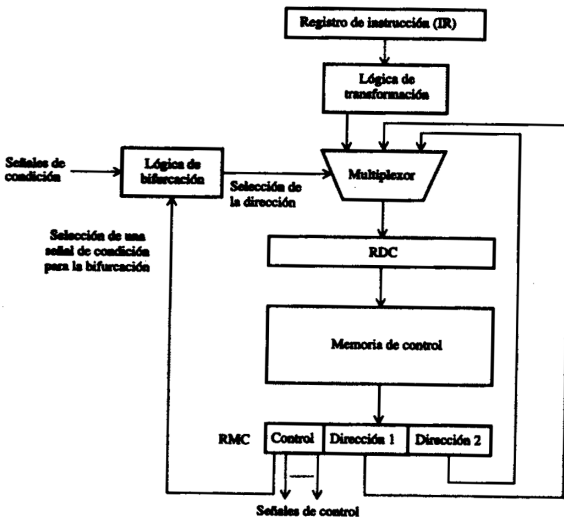 Registro de instrucción (IR)
Lógica de
transformación
Señales de
condición
Lógica de
bifurcación
Selección de
la dirección
Multiplexor
Selección de una
señal de condición
para la bifurcación
RDC
Memoria de control
RMC
Control
Dirección 1
Dirección 2
Señales de control